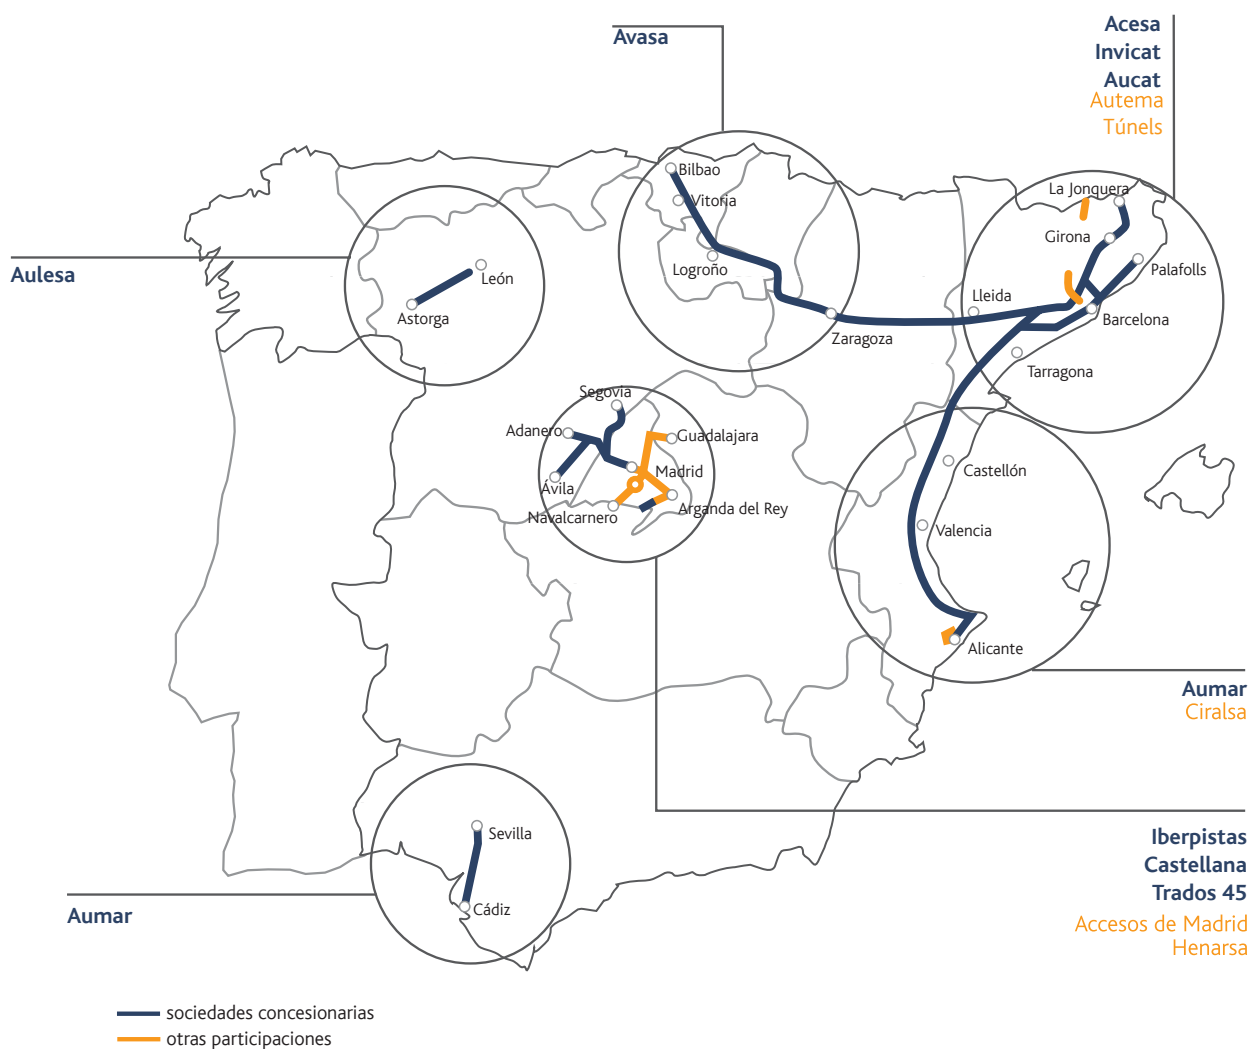 Avasa
Acesa
Invicat
Aucat
Autema
Túnels
Bilbao
Vitoria
Logroño
La Jonquera
Girona
Palafolls
Lleida
Barcelona
Zaragoza
Tarragona
Aulesa
León
Astorga
Segovia
Adanero
Guadalajara
Madrid
Ávila
Navalcarnero
Arganda del Rey
Castellón
Valencia
Alicante
Aumar
Ciralsa
Sevilla
Cádiz
Aumar
Iberpistas
Castellana
Trados 45
Accesos de Madrid
Henarsa
sociedades concesionarias
otras participaciones